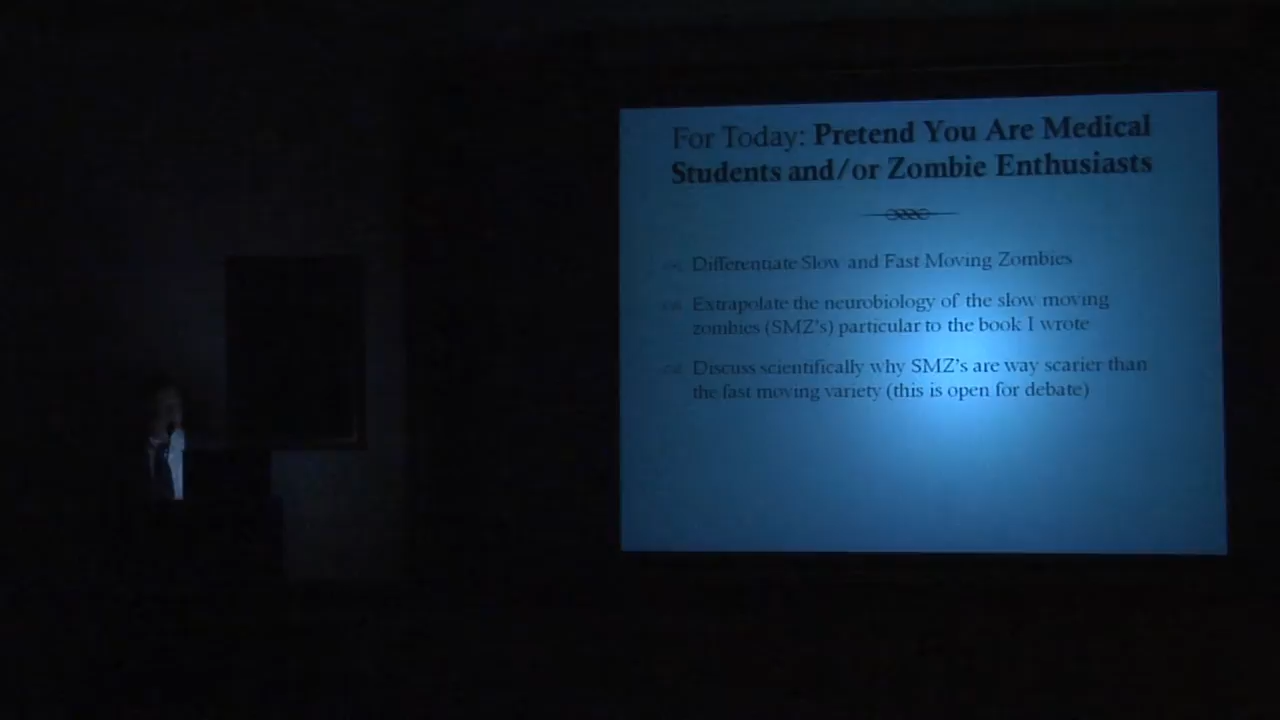 For Today: Pretend You Are Medical
Students and/or Zombie Enthusiasts
Differentiate Slow and Fast Moving Zombies
Extrapolate the neurobiology of the slow moving
zombies (SMZ's) particular to the book I wrote
Discuss scientifically why SMZ's are way scarier than
the fast moving variety (this is open for debate)